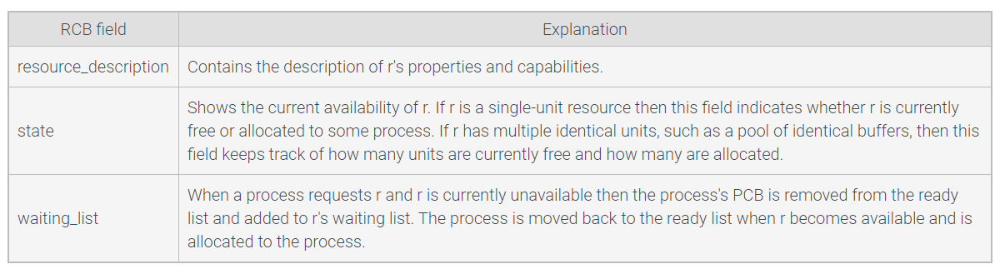 RCB field
Explanation
resource_description
Contains the description of r's properties and capabilities.
state
Shows the current availability of r. If r is a single-unit resource then this field indicates whether r is currently
free or allocated to some process. If r has multiple identical units, such as a pool of identical buffers, then this
field keeps track of how many units are currently free and how many are allocated.
waiting_list
When a process requests r and r is currently unavailable then the process's PCB is removed from the ready
list and added to r's waiting list. The process is moved back to the ready list when r becomes available and is
allocated to the process.